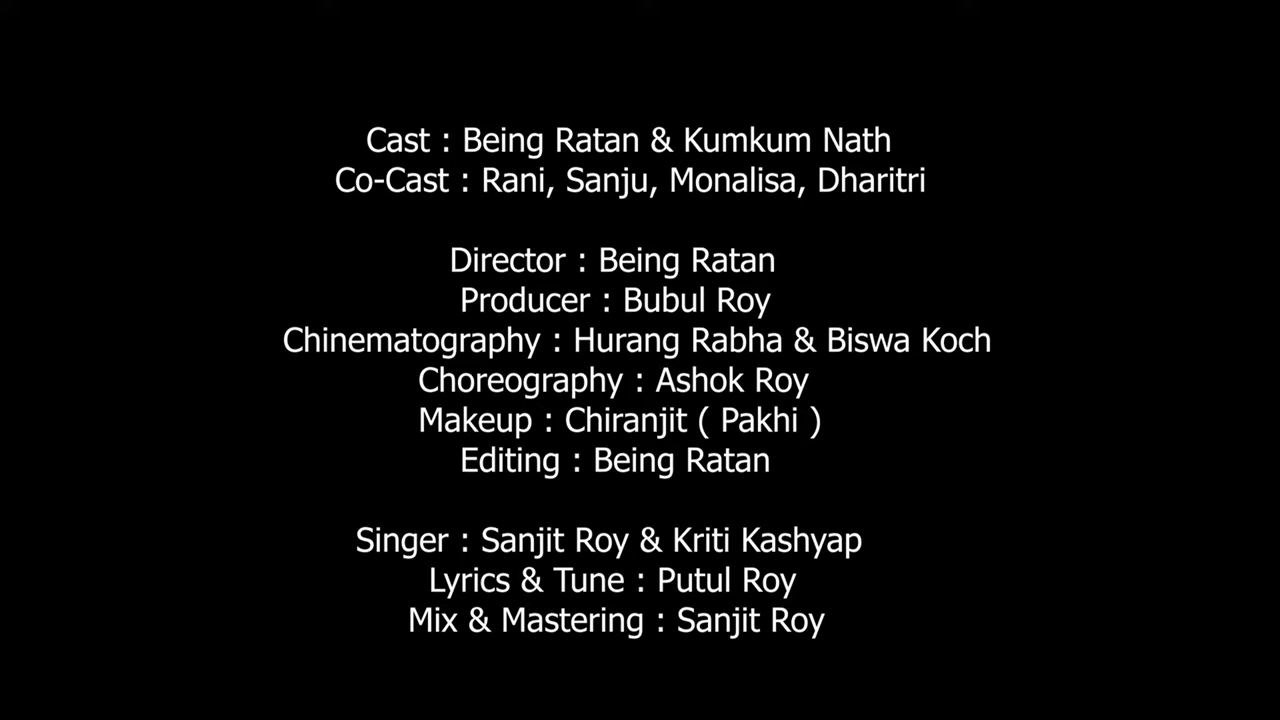 Cast : Being Ratan & Kumkum Nath
Co-Cast : Rani, Sanju, Monalisa, Dharitri
Director : Being Ratan
Producer : Bubul Roy
Chinematography : Hurang Rabha & Biswa Koch
Choreography : Ashok Roy
Makeup : Chiranjit ( Pakhi )
Editing : Being Ratan
Singer : Sanjit Roy & Kriti Kashyap
Lyrics & Tune : Putul Roy
Mix & Mastering : Sanjit Roy